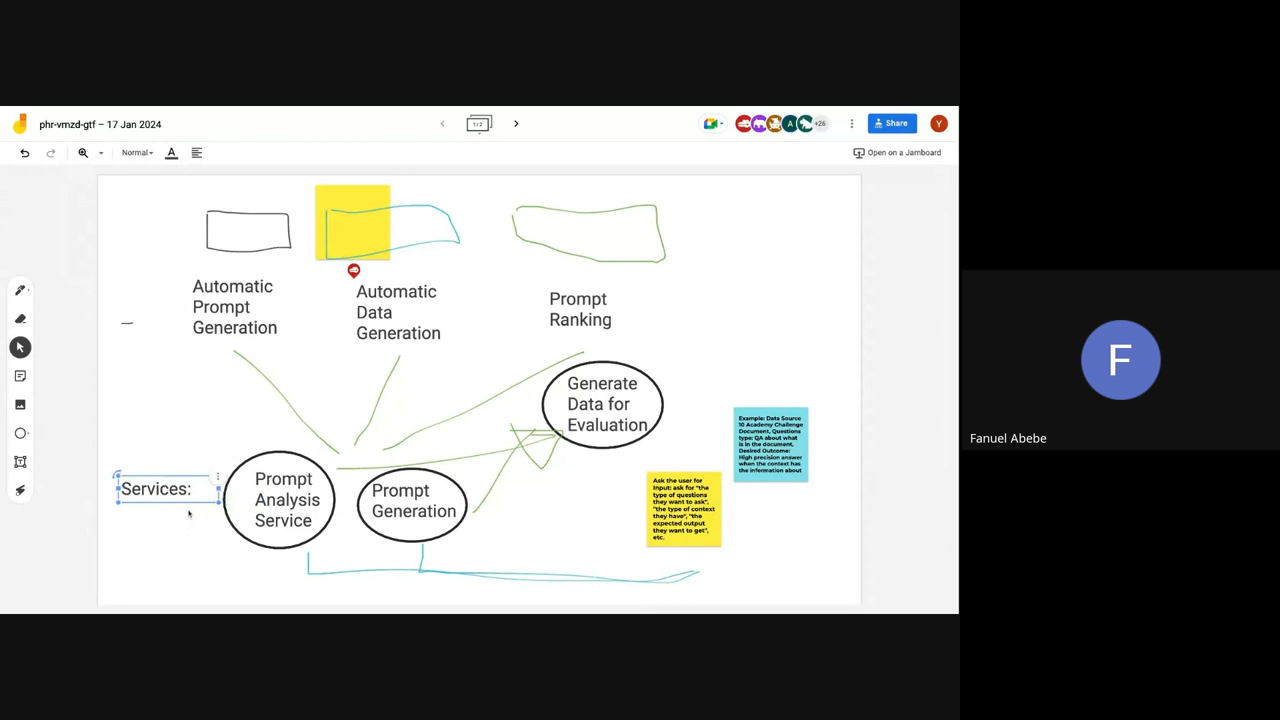 phr-vmzd-gtf – 17 Jan 2024
1/2
A
+26
Share
Y
Normal
A
Open on a Jamboard
Automatic
Prompt
Generation
Automatic
Data
Generation
Prompt
Ranking
Generate
Data for
Evaluation
Example: Data Source
10 Academy Challenge
Document, Questions
type: QA about what
is in the document,
Desired Outcome:
High precision answer
when the context has
the information about
Services:
Prompt
Analysis
Service
Prompt
Generation
Ask the user for
Input: ask for "the
type of questions
they want to ask",
"the type of context
they have", "the
expected output
they want to get",
etc.
F
Fanuel Abebe